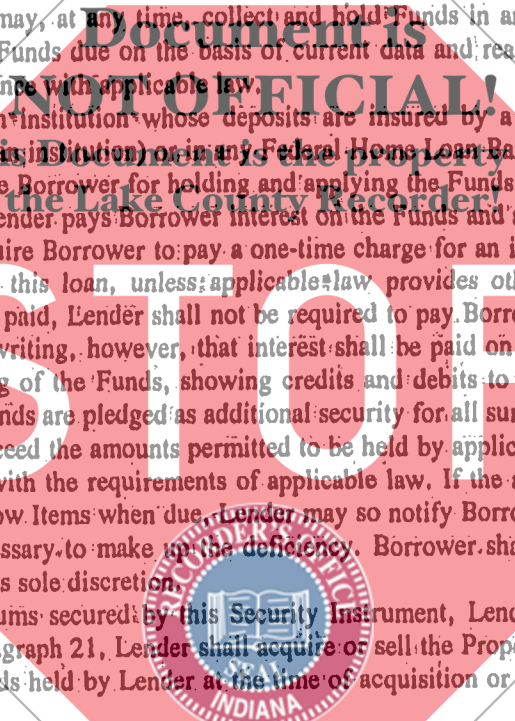 may, at any time, collect and hold Funds in an
Document is
Funds due on the basis of current data and rea
nce with applicable law.
NOT OFFICIAL!
institution whose deposits are insured by a
an institution) or in any Federal Home Loan Ba
This Document is the property
e Borrower for holding and applying the Funds
the Lake County Recorder!
ender pays Borrower interest on the Funds and
ire Borrower to pay a one-time charge for an i
this loan, unless applicable law provides ot
STOP
paid, Lender shall not be required to pay Borro
writing, however, that interest shall be paid on
g of the Funds, showing credits and debits to
nds are pledged as additional security for all su
ceed the amounts permitted to be held by applic
with the requirements of applicable law. If the a
ow Items when due, Lender may so notify Borro
ssary to make up the deficiency. Borrower sha
s sole discretion.
RECORDER'S OFFICE
ums secured by this Security Instrument, Lend
graph 21, Lender shall acquire or sell the Prope
SEAL
ds held by Lender at the time of acquisition or
INDIANA